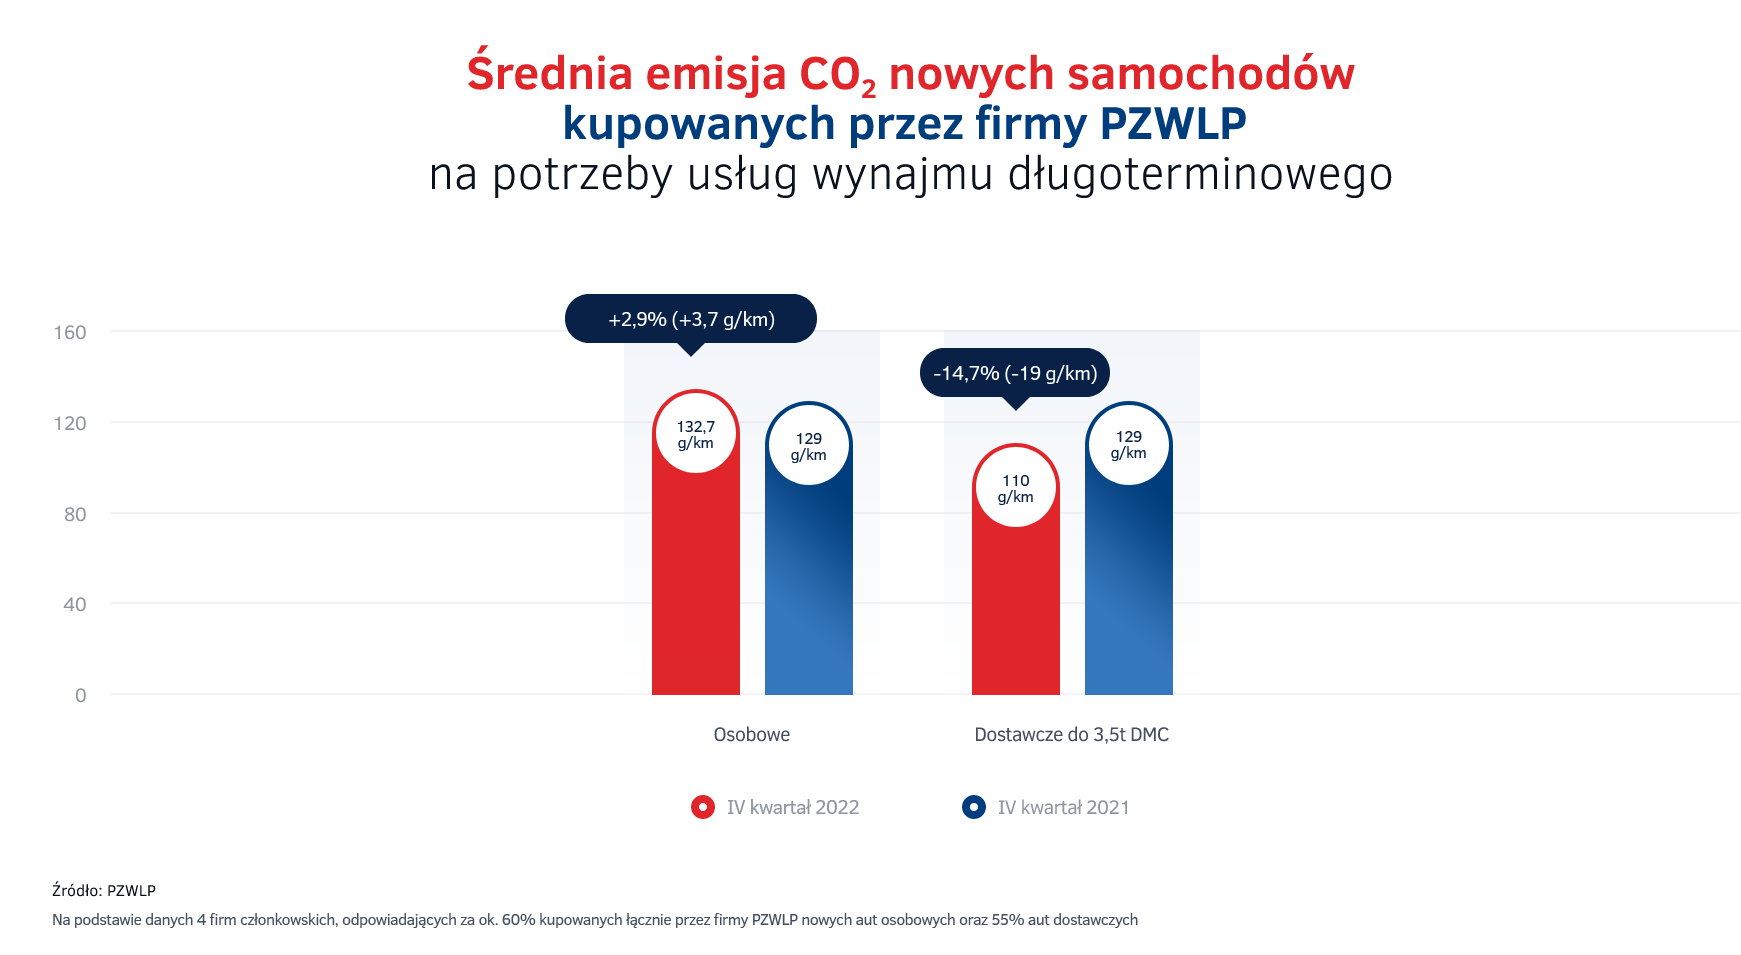 Średnia emisja CO₂ nowych samochodów
kupowanych przez firmy PZWLP
na potrzeby usług wynajmu długoterminowego
+2,9% (+3,7 g/km)
-14,7% (-19 g/km)
160
120
80
40
0
132,7
g/km
129
g/km
110
g/km
129
g/km
Osobowe
Dostawcze do 3,5t DMC
IV kwartał 2022
IV kwartał 2021
Źródło: PZWLP
Na podstawie danych 4 firm członkowskich, odpowiadających za ok. 60% kupowanych łącznie przez firmy PZWLP nowych aut osobowych oraz 55% aut dostawczych